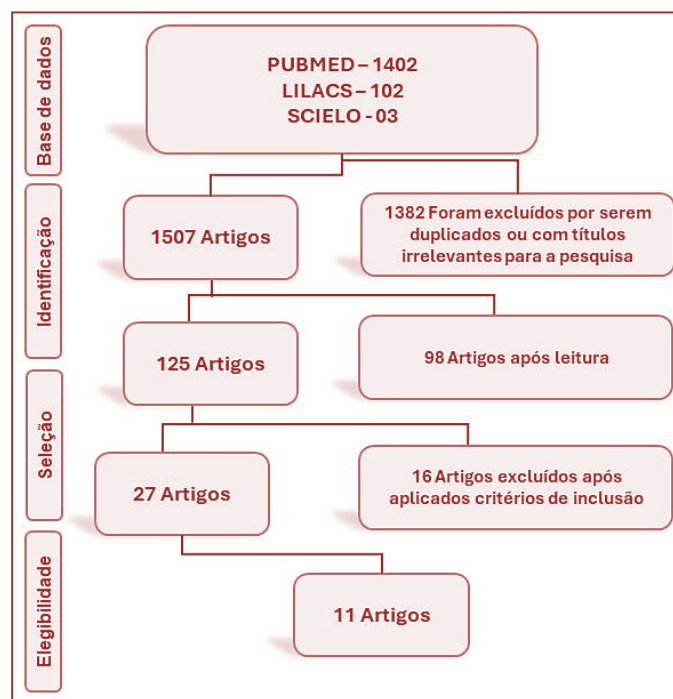 Base de dados
PUBMED – 1402
LILACS – 102
SCIELO - 03
Identificação
1507 Artigos
1382 Foram excluídos por serem
duplicados ou com títulos
irrelevantes para a pesquisa
125 Artigos
98 Artigos após leitura
Seleção
27 Artigos
16 Artigos excluídos após
aplicados critérios de inclusão
Elegibilidade
11 Artigos